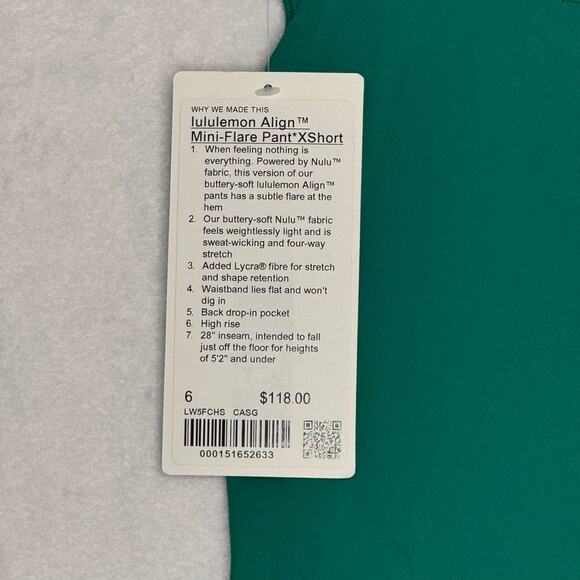 WHY WE MADE THIS
lululemon Align™
Mini-Flare Pant*XShort
1. When feeling nothing is
everything. Powered by Nulu™
fabric, this version of our
buttery-soft lululemon Align™
pants has a subtle flare at the
hem
2. Our buttery-soft Nulu™ fabric
feels weightlessly light and is
sweat-wicking and four-way
stretch
3. Added Lycra® fibre for stretch
and shape retention
4. Waistband lies flat and won't
dig in
5. Back drop-in pocket
6. High rise
7. 28" inseam, intended to fall
just off the floor for heights
of 5'2" and under
6 $118.00
LW5FCHS CASG
000151652633